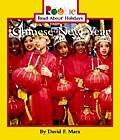 Rookie
Read-About® Holidays
Chinese New Year
By David F. Marx